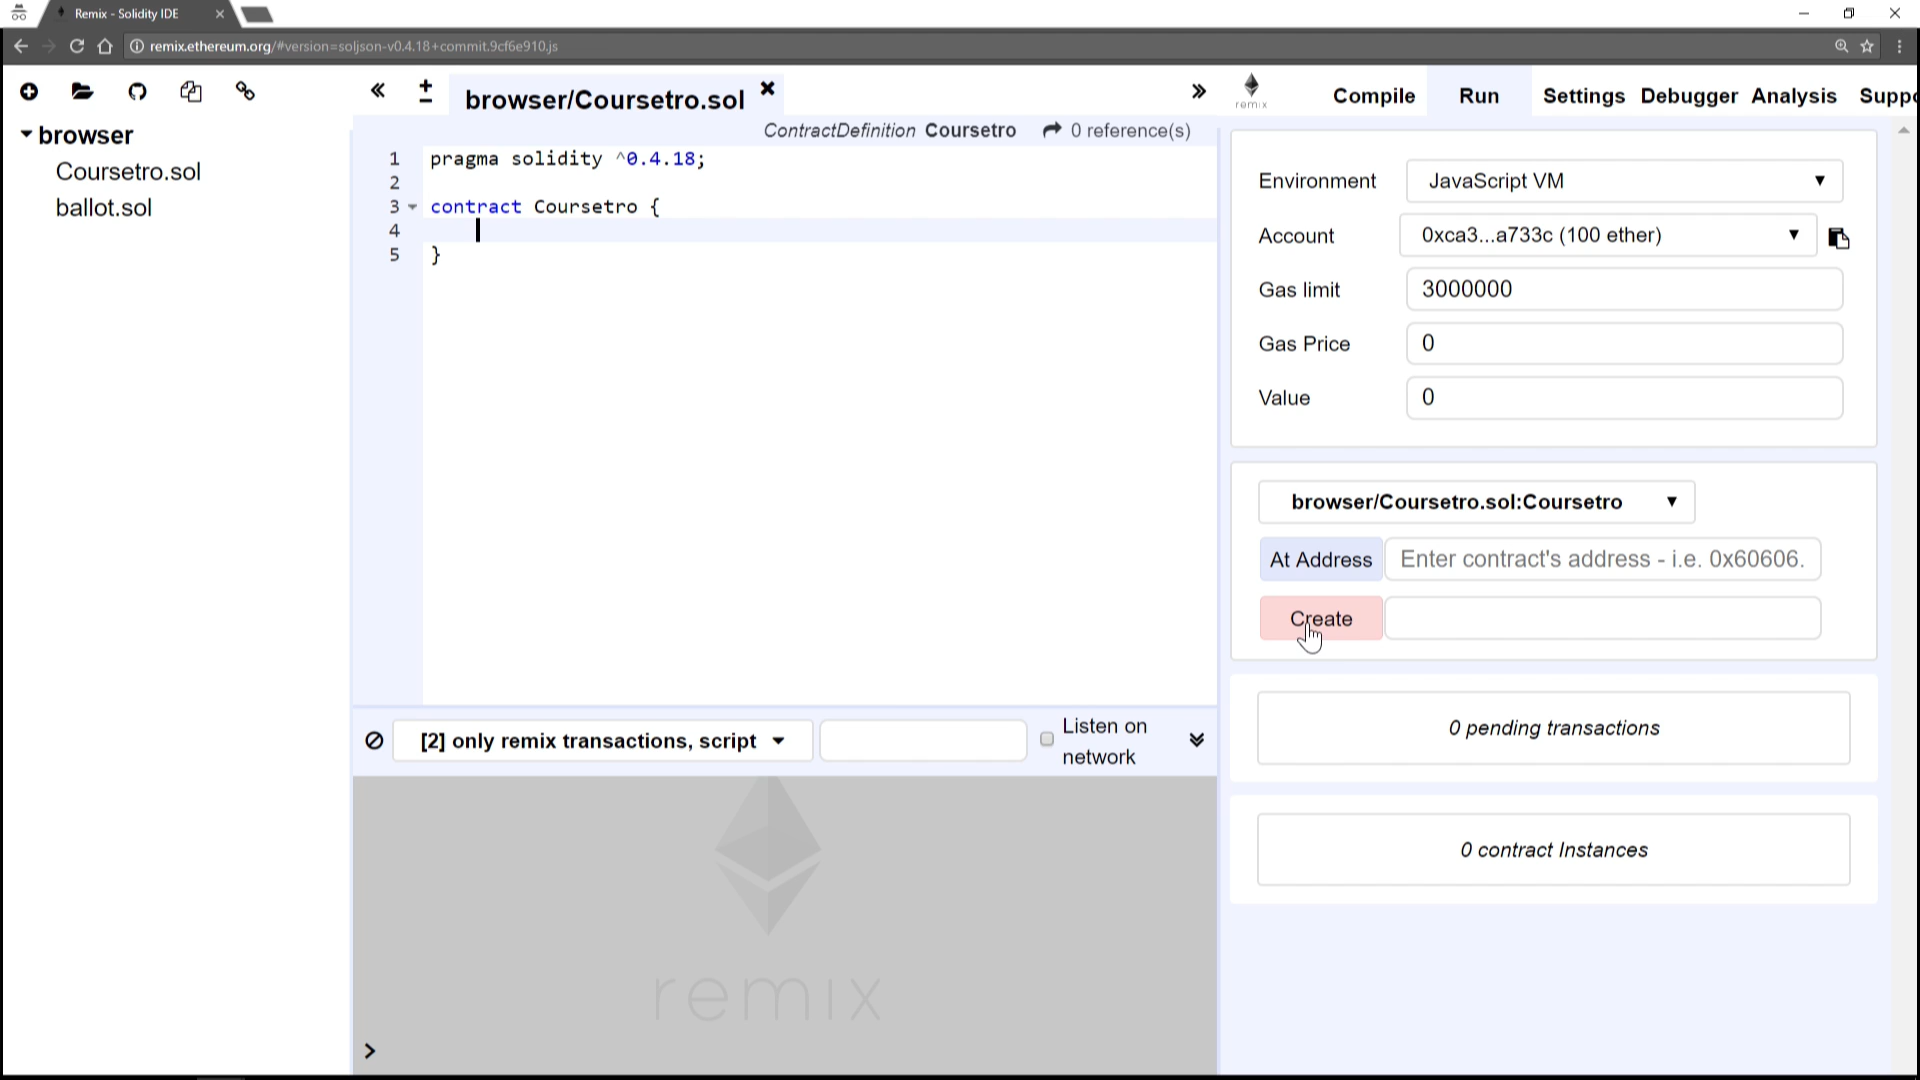 Remix - Solidity IDE
remix.ethereum.org/#version=soljson-v0.4.18+commit.9cf6e910.js
browser
Coursetro.sol
ballot.sol
browser/Coursetro.sol
ContractDefinition Coursetro 0 reference(s)
1 pragma solidity ^0.4.18;
2
3 contract Coursetro {
4
5 }
[2] only remix transactions, script
Listen on
network
remix
>
remix
Compile Run Settings Debugger Analysis Suppo
Environment JavaScript VM
Account 0xca3...a733c (100 ether)
Gas limit 3000000
Gas Price 0
Value 0
browser/Coursetro.sol:Coursetro
At Address Enter contract's address - i.e. 0x60606.
Create
0 pending transactions
0 contract Instances